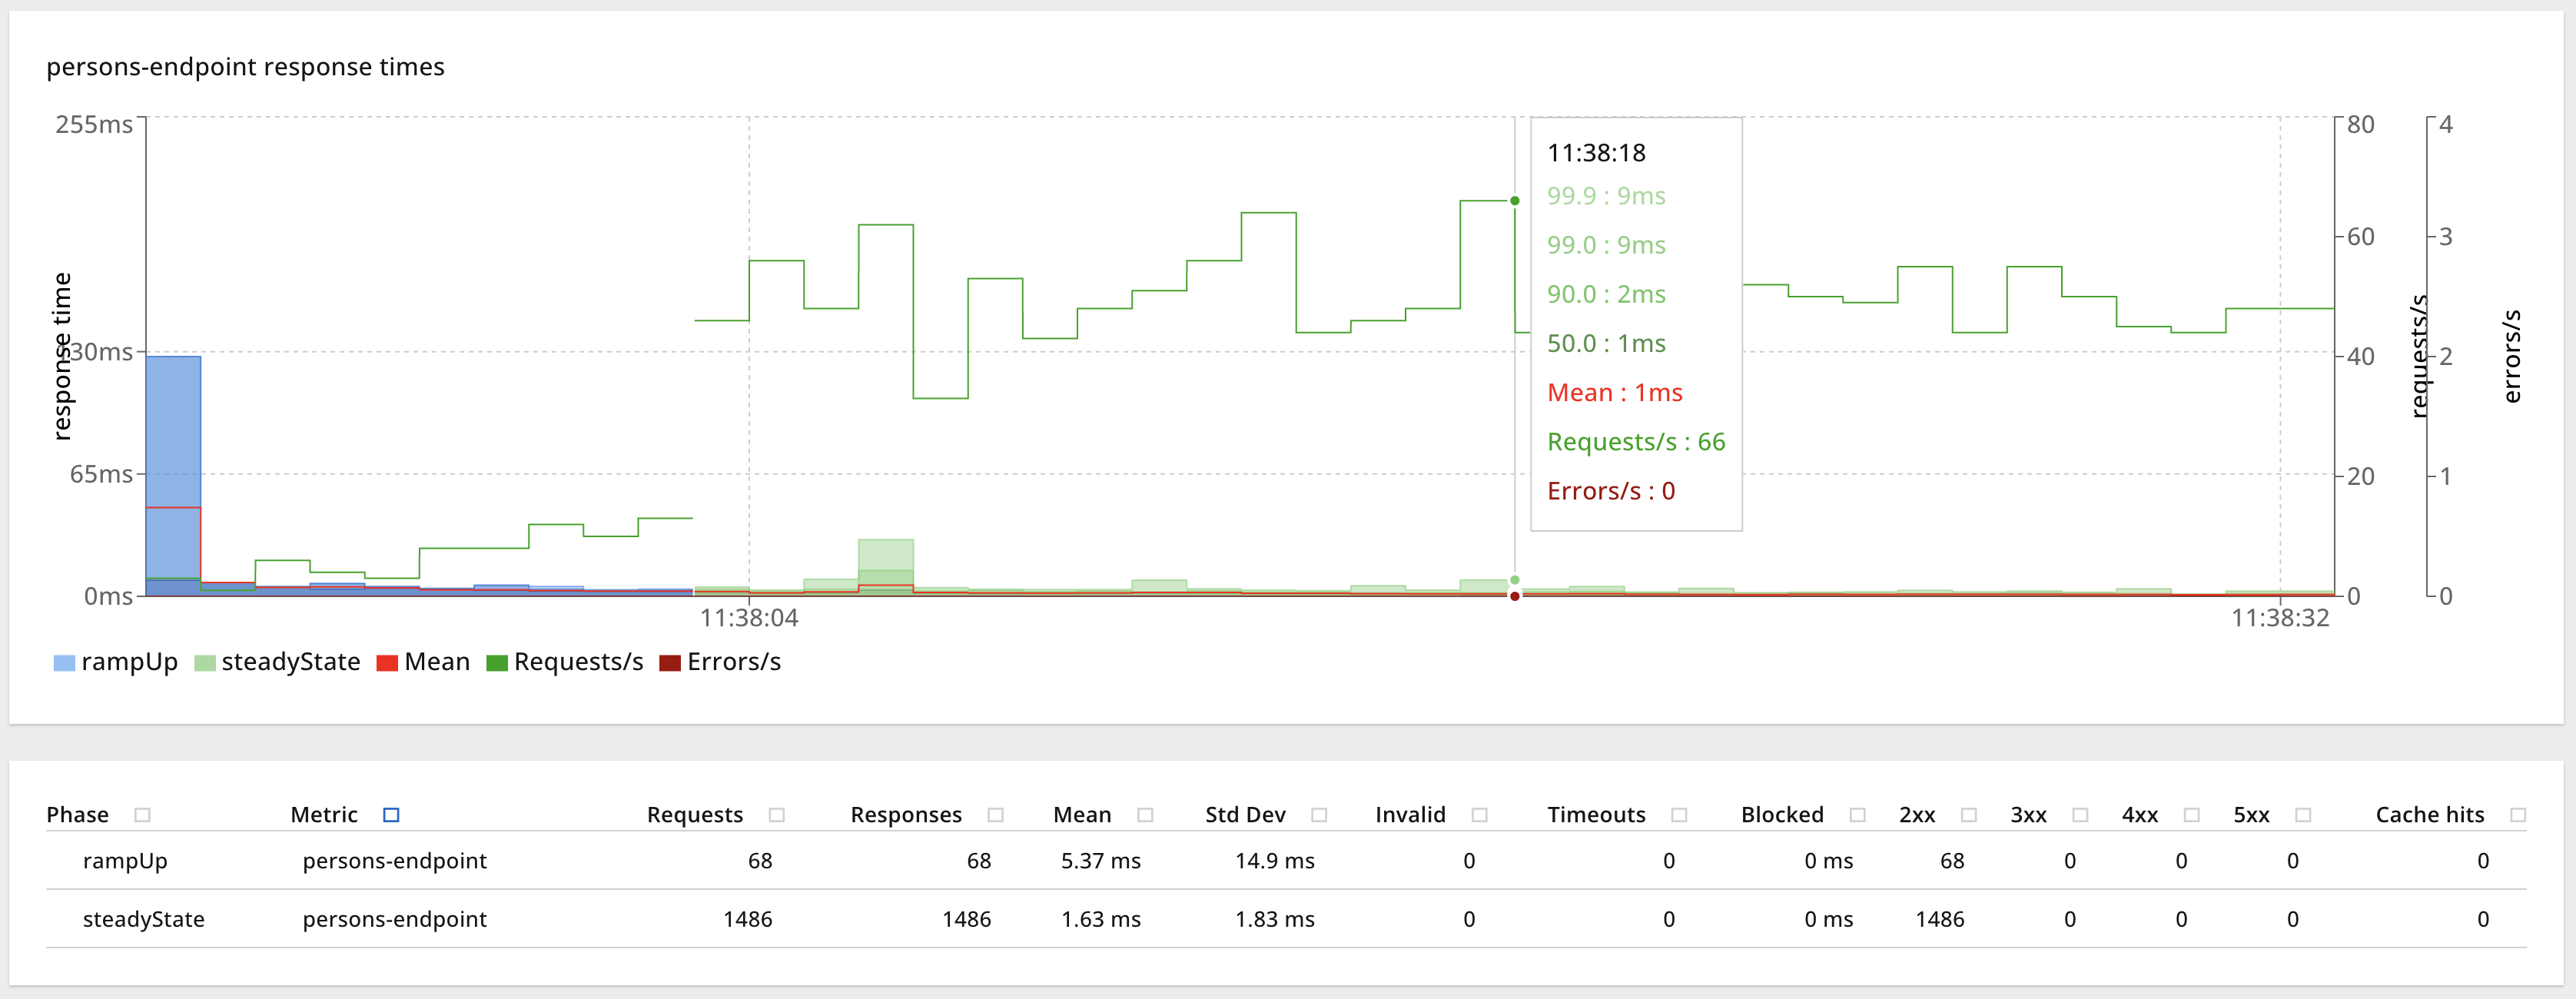 persons-endpoint response times
255ms
130ms
65ms
0ms
response time
11:38:04
11:38:32
11:38:18
99.9 : 9ms
99.0 : 9ms
90.0 : 2ms
50.0 : 1ms
Mean : 1ms
Requests/s : 66
Errors/s : 0
80
60
40
20
0
requests/s
4
3
2
1
0
errors/s
rampUp steadyState Mean Requests/s Errors/s
Phase Metric Requests Responses Mean Std Dev Invalid Timeouts Blocked 2xx 3xx 4xx 5xx Cache hits
rampUp persons-endpoint 68 68 5.37 ms 14.9 ms 0 0 0 ms 68 0 0 0 0
steadyState persons-endpoint 1486 1486 1.63 ms 1.83 ms 0 0 0 ms 1486 0 0 0 0